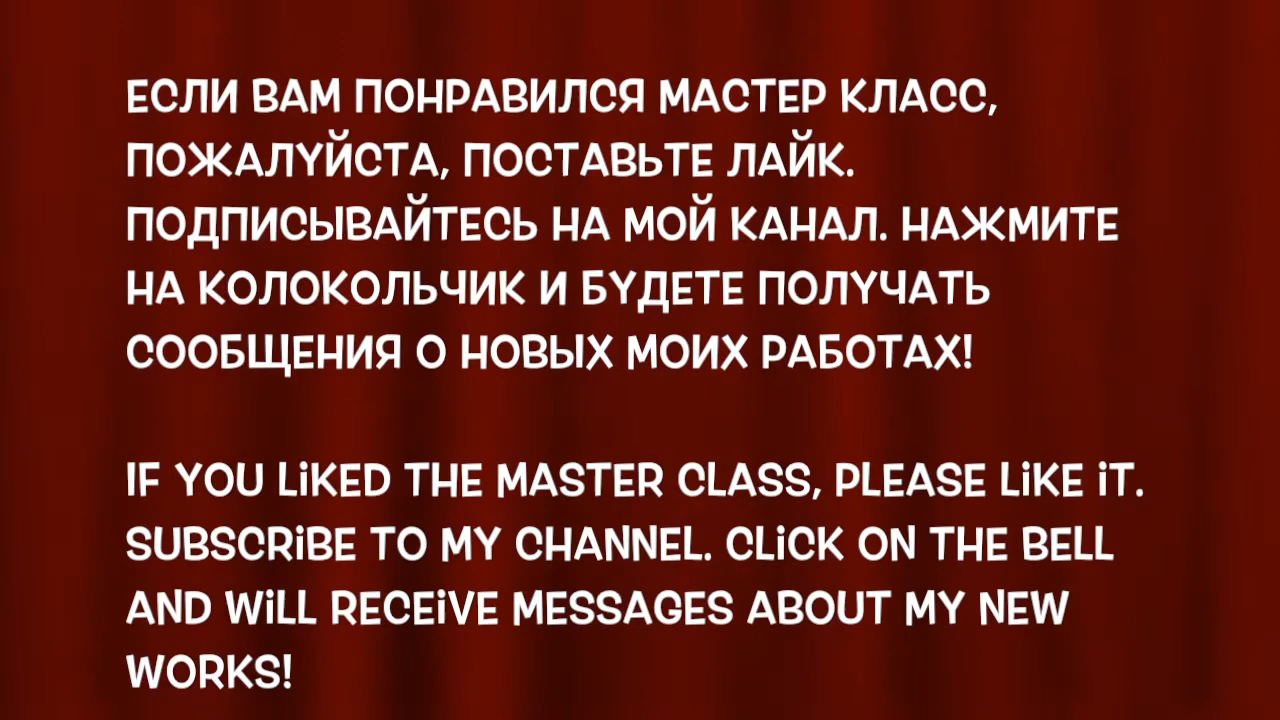 ЕСЛИ ВАМ ПОНРАВИЛСЯ МАСТЕР КЛАСС,
ПОЖАЛУЙСТА, ПОСТАВЬТЕ ЛАЙК.
ПОДПИСЫВАЙТЕСЬ НА МОЙ КАНАЛ. НАЖМИТЕ
НА КОЛОКОЛЬЧИК И БУДЕТЕ ПОЛУЧАТЬ
СООБЩЕНИЯ О НОВЫХ МОИХ РАБОТАХ!
IF YOU LiKED THE MASTER CLASS, PLEASE LiKE iT.
SUBSCRiBE TO MY CHANNEL. CLiCK ON THE BELL
AND WiLL RECEiVE MESSAGES ABOUT MY NEW
WORKS!